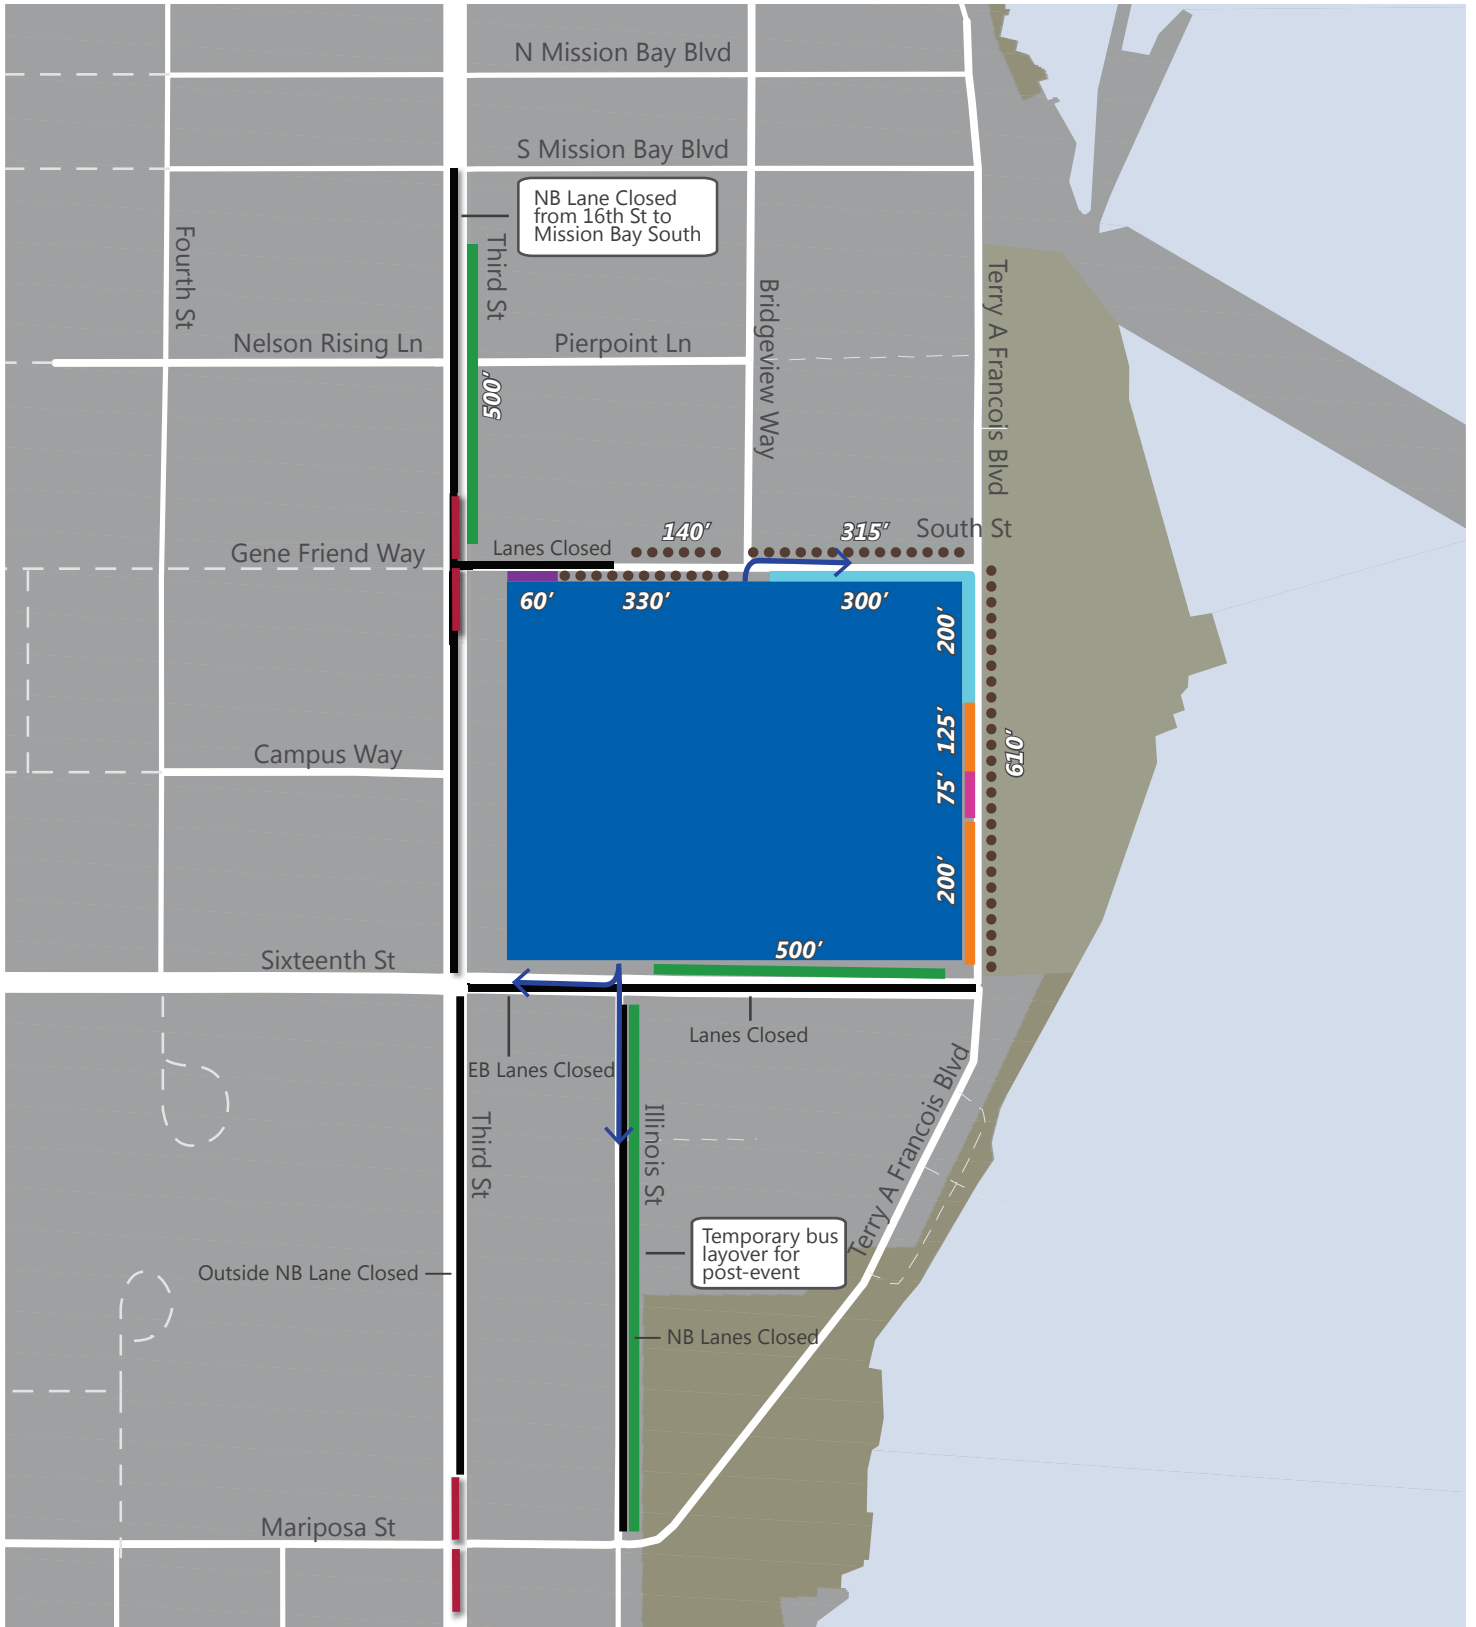 N Mission Bay Blvd
S Mission Bay Blvd
NB Lane Closed
from 16th St to
Mission Bay South
Fourth St
Third St
Bridgeview Way
Terry A Francois Blvd
Nelson Rising Ln
Pierpoint Ln
500'
140'
315'
South St
Gene Friend Way
Lanes Closed
60'
330'
300'
200'
125'
75'
200'
610'
Campus Way
500'
Sixteenth St
Lanes Closed
EB Lanes Closed
Third St
Illinois St
Terry A Francois Blvd
Temporary bus
layover for
post-event
Outside NB Lane Closed
NB Lanes Closed
Mariposa St